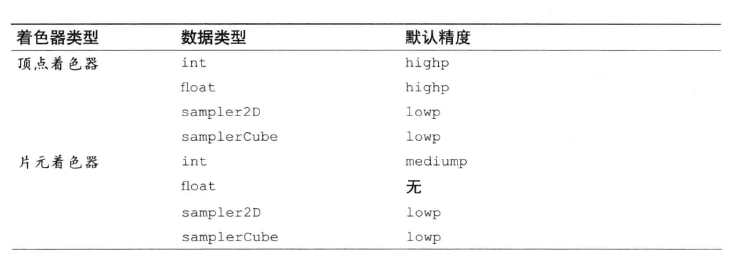 着色器类型 数据类型 默认精度
顶点着色器 int highp
float highp
sampler2D lowp
samplerCube lowp
片元着色器 int mediump
float 无
sampler2D lowp
samplerCube lowp